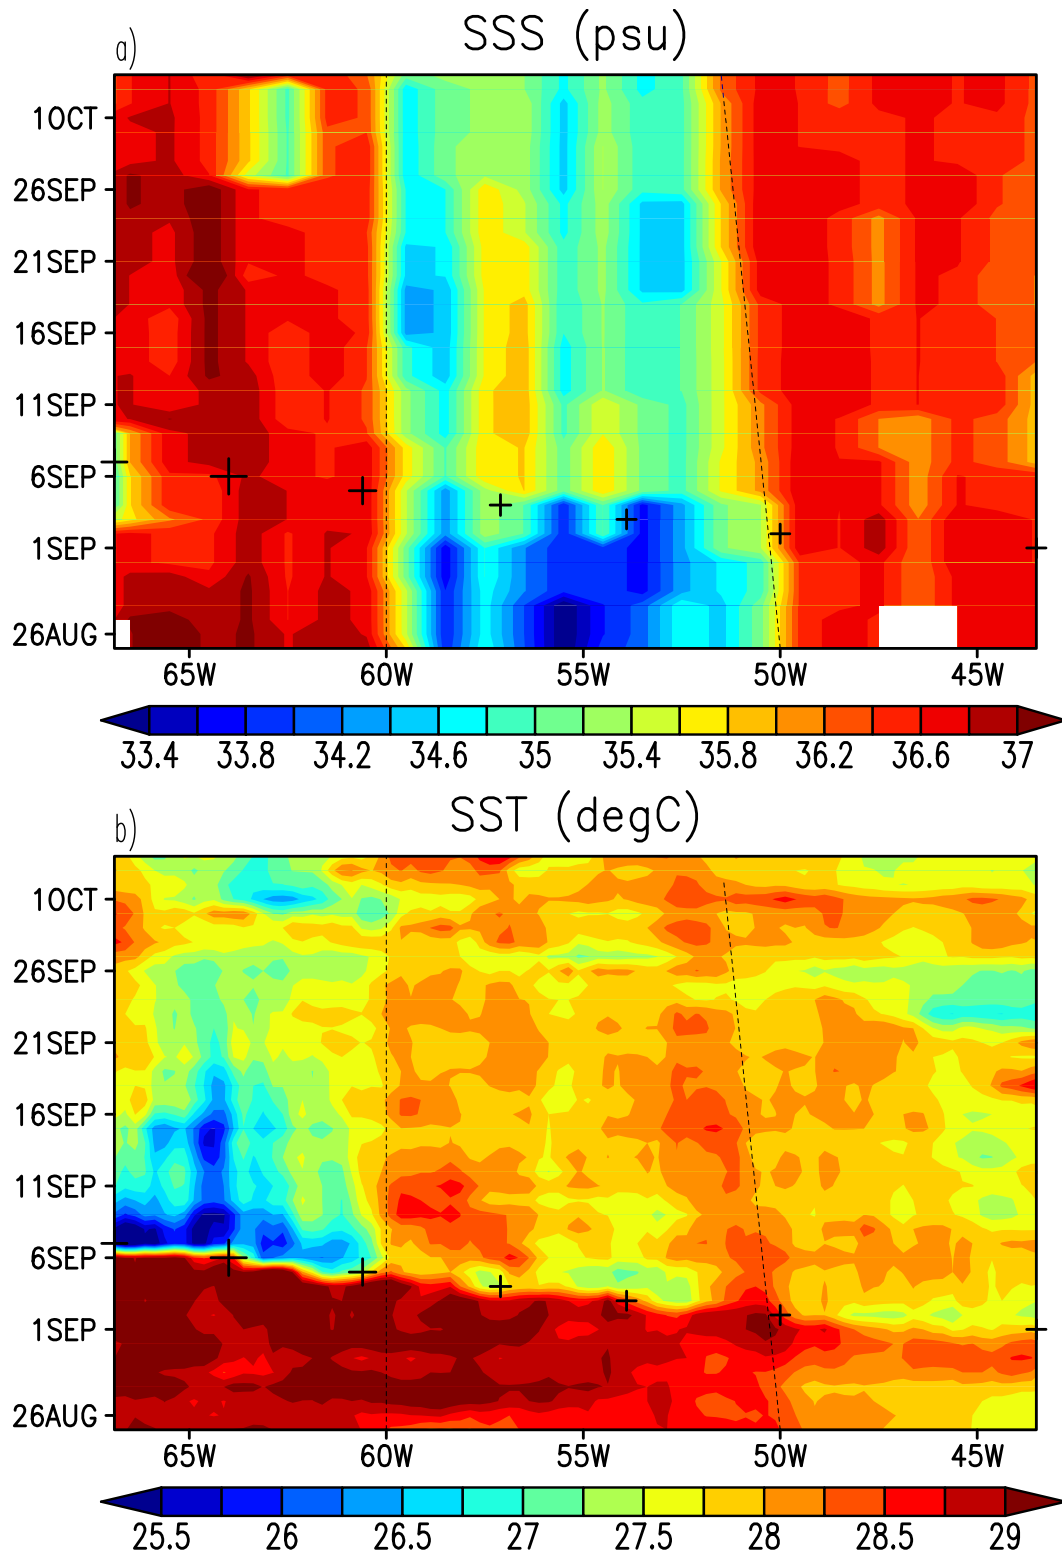 SSS (psu)
a)
1OCT
26SEP
21SEP
16SEP
11SEP
6SEP
1SEP
26AUG
65W 60W 55W 50W 45W
33.4 33.8 34.2 34.6 35 35.4 35.8 36.2 36.6 37
SST (degC)
b)
1OCT
26SEP
21SEP
16SEP
11SEP
6SEP
1SEP
26AUG
65W 60W 55W 50W 45W
25.5 26 26.5 27 27.5 28 28.5 29